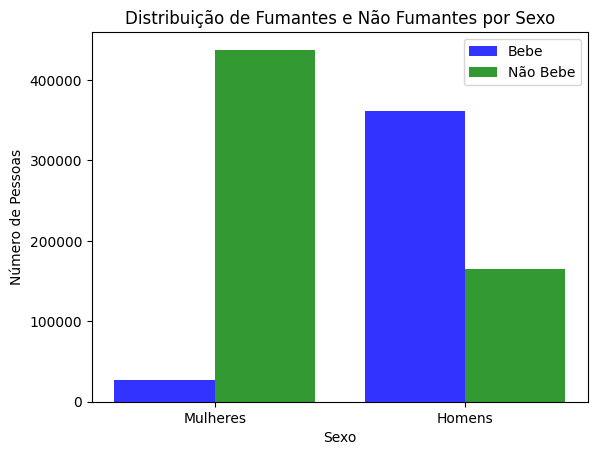 Distribuição de Fumantes e Não Fumantes por Sexo
Bebe
Não Bebe
400000
300000
200000
100000
0
Número de Pessoas
Mulheres
Homens
Sexo